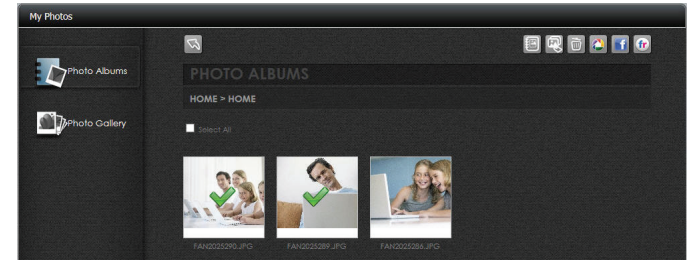 My Photos
Photo Albums
PHOTO ALBUMS
HOME > HOME
Photo Gallery
Select All
FAN2025290.JPG
FAN2025289.JPG
FAN2025286.JPG